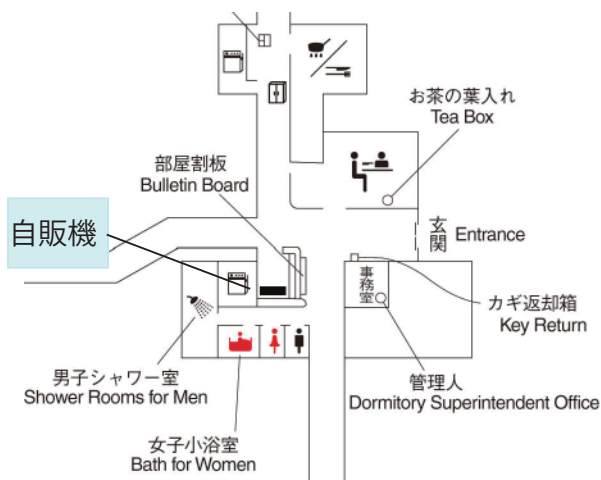 お茶の葉入れ
Tea Box
部屋割板
Bulletin Board
自販機
玄関
Entrance
事務室
カギ返却箱
Key Return
男子シャワー室
Shower Rooms for Men
管理人
Dormitory Superintendent Office
女子小浴室
Bath for Women